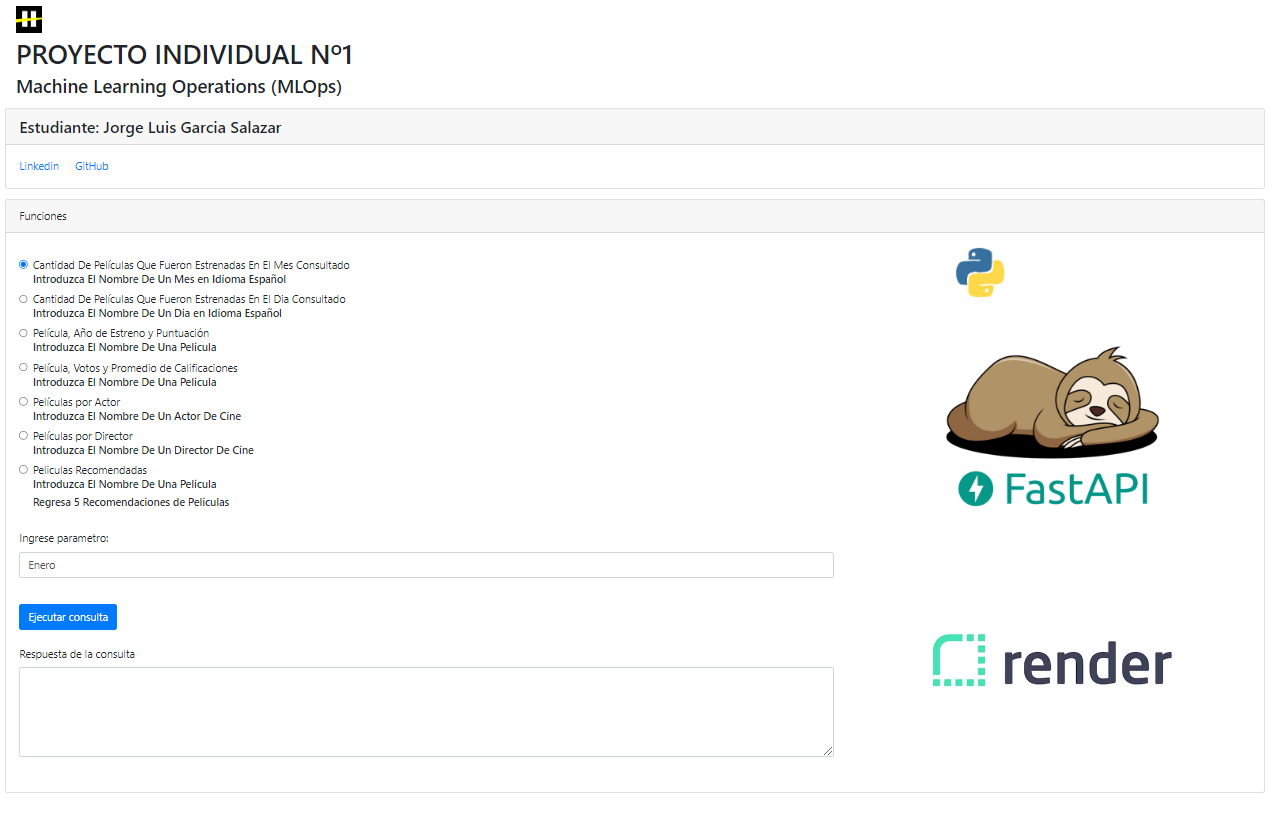 PROYECTO INDIVIDUAL Nº1
Machine Learning Operations (MLOps)
Estudiante: Jorge Luis Garcia Salazar
Linkedin GitHub
Funciones
Cantidad De Películas Que Fueron Estrenadas En El Mes Consultado
Introduzca El Nombre De Un Mes en Idioma Español
Cantidad De Películas Que Fueron Estrenadas En El Dia Consultado
Introduzca El Nombre De Un Dia en Idioma Español
Película, Año de Estreno y Puntuación
Introduzca El Nombre De Una Pelicula
Película, Votos y Promedio de Calificaciones
Introduzca El Nombre De Una Película
Películas por Actor
Introduzca El Nombre De Un Actor De Cine
Películas por Director
Introduzca El Nombre De Un Director De Cine
Peliculas Recomendadas
Introduzca El Nombre De Una Película
Regresa 5 Recomendaciones de Peliculas
Ingrese parametro:
Enero
Ejecutar consulta
Respuesta de la consulta
FastAPI
render